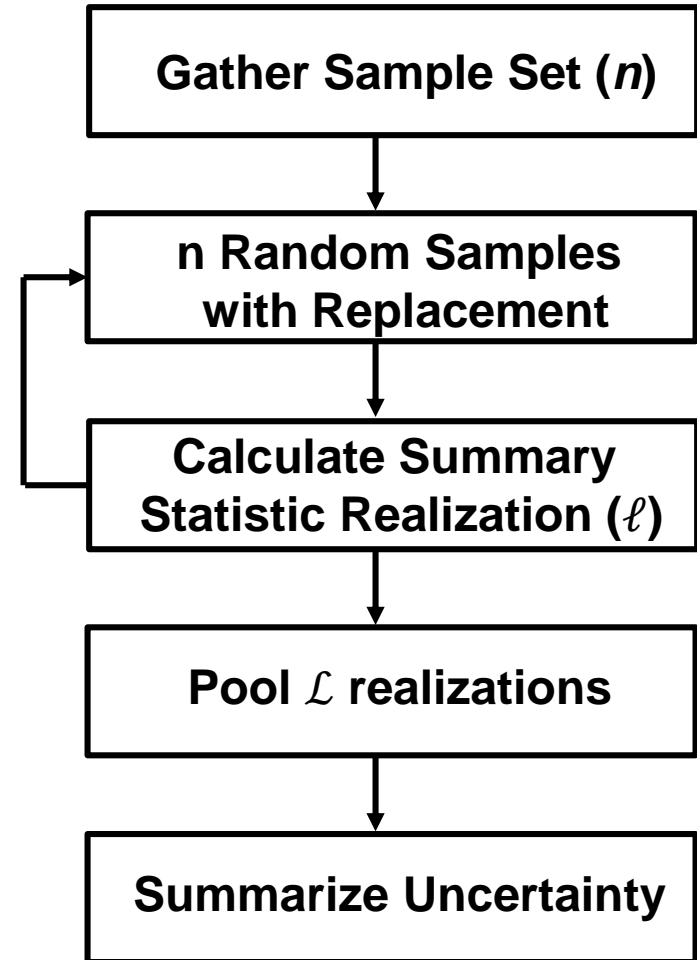 Gather Sample Set (n)
n Random Samples
with Replacement
Calculate Summary
Statistic Realization (ℓ)
Pool ℒ realizations
Summarize Uncertainty